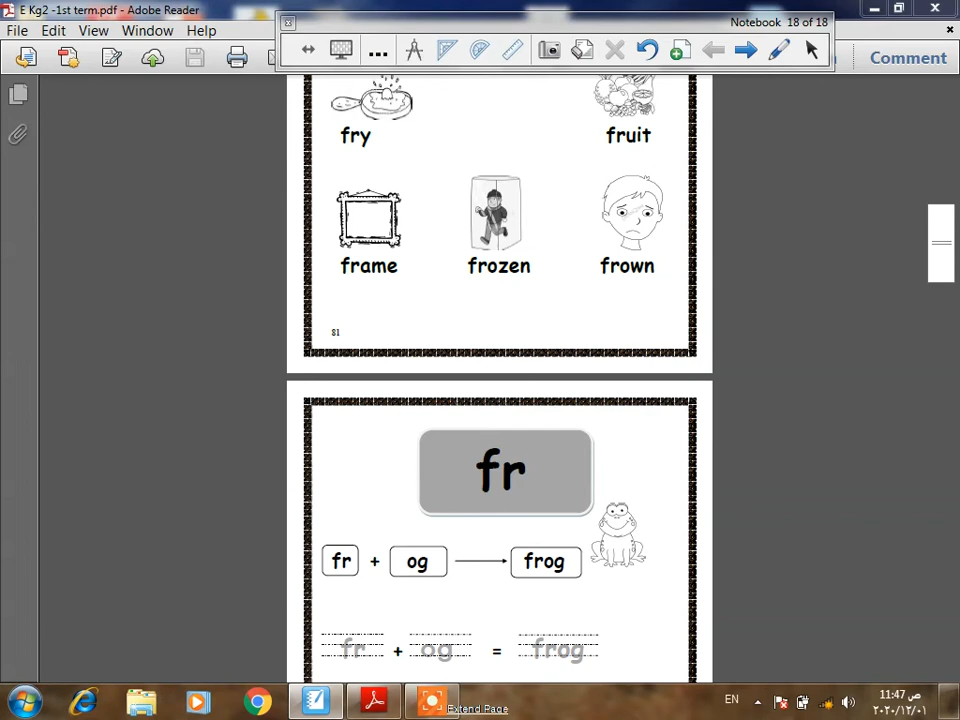 E Kg2 -1st term.pdf - Adobe Reader
Notebook 18 of 18
File Edit View Window Help
Comment
fry fruit
frame frozen frown
81
fr
fr + og frog
fr + og = frog
Extend Page
EN
11:47 ص
٢٠٢٠/١٢/٠١